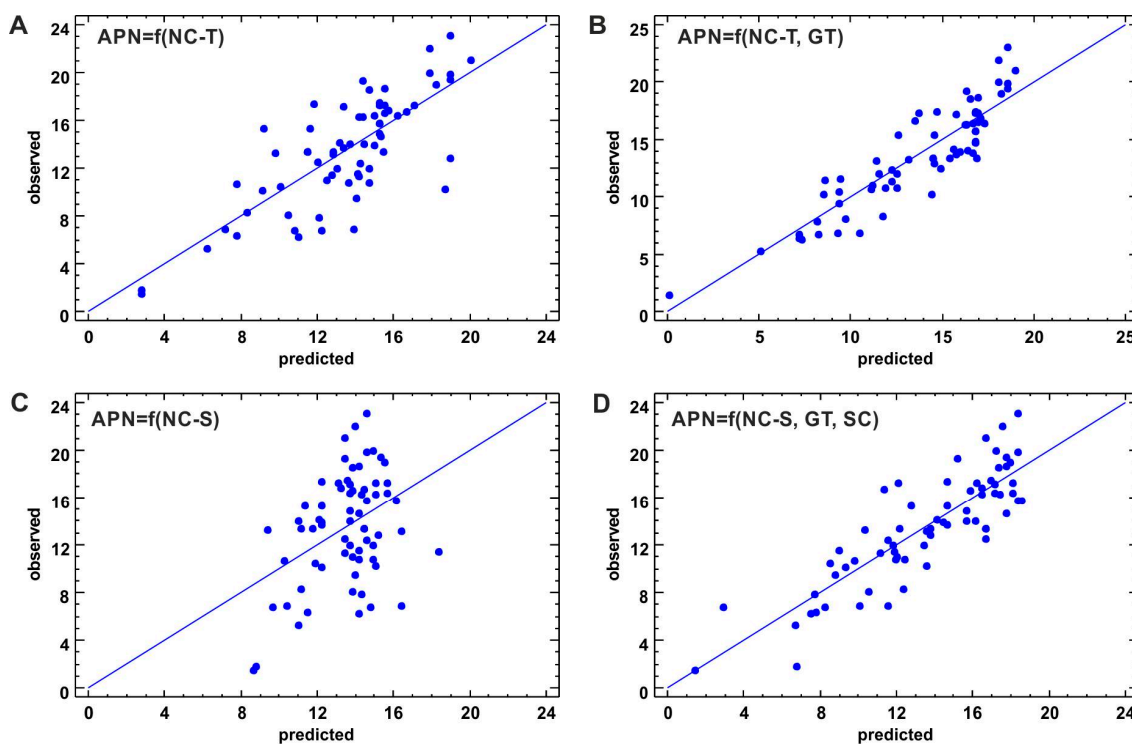 A
APN=f(NC-T)
24
20
16
12
8
4
0
observed
0 4 8 12 16 20 24
predicted
B
APN=f(NC-T, GT)
25
20
15
10
5
0
observed
0 5 10 15 20 25
predicted
C
APN=f(NC-S)
24
20
16
12
8
4
0
observed
0 4 8 12 16 20 24
predicted
D
APN=f(NC-S, GT, SC)
24
20
16
12
8
4
0
observed
0 4 8 12 16 20 24
predicted